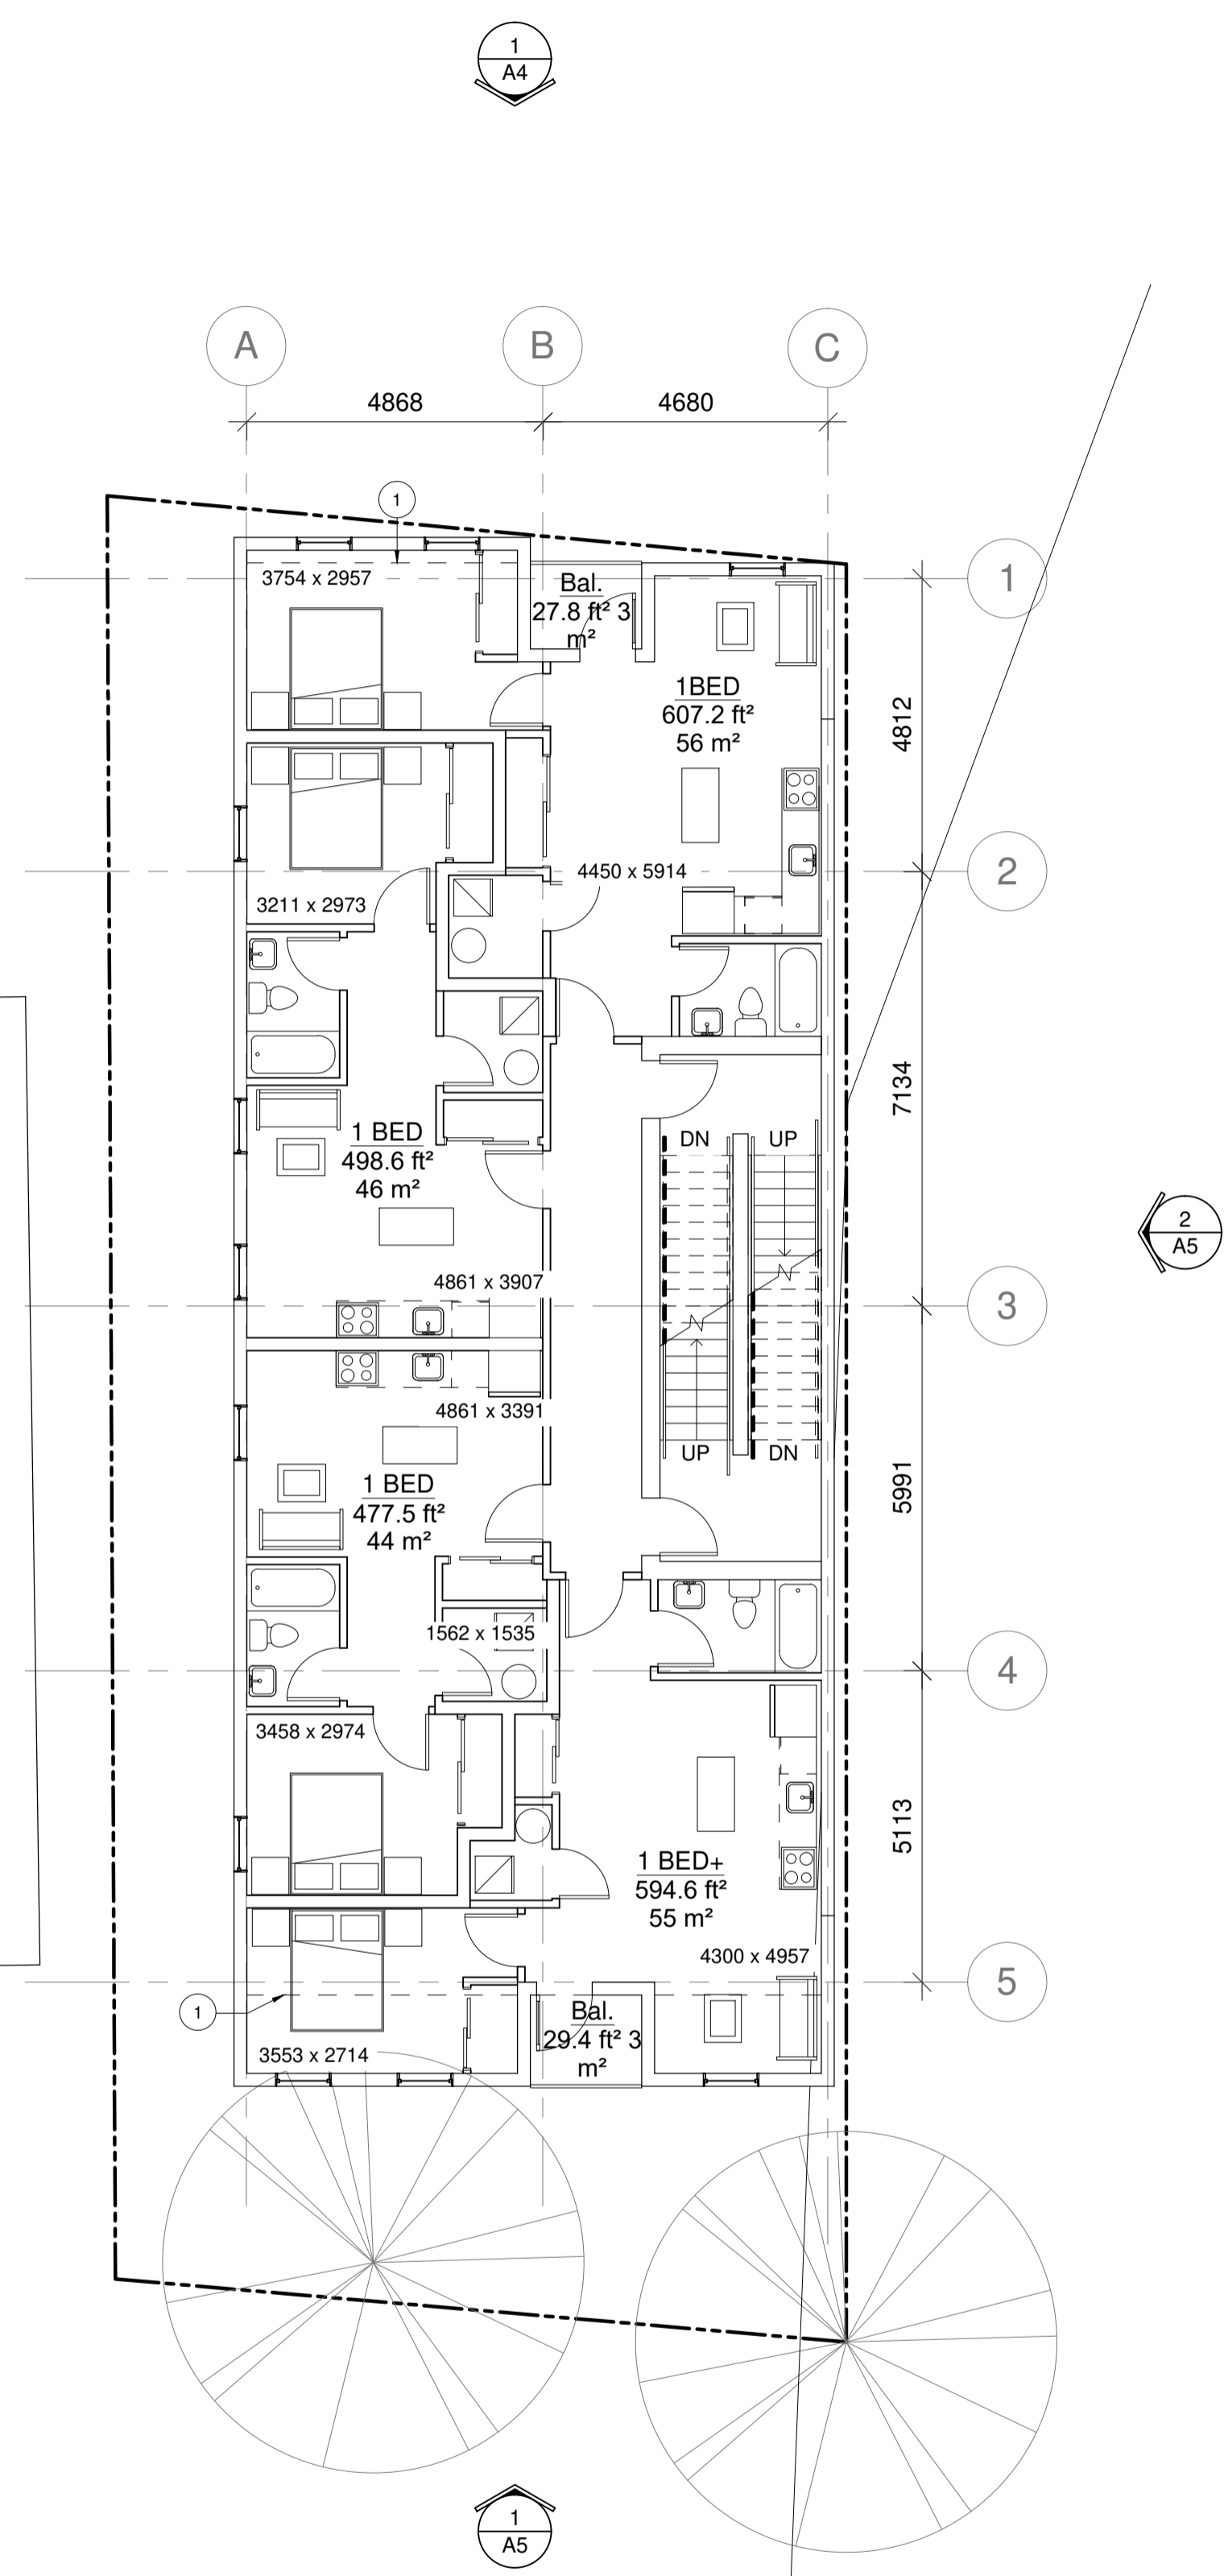 1
A4
A
B
C
4868
4680
1
3754 x 2957
Bal.
27.8 ft² 3
m²
1
1BED
607.2 ft²
56 m²
4812
4450 x 5914
2
3211 x 2973
7134
1 BED
498.6 ft²
46 m²
DN
UP
2
A5
4861 x 3907
3
4861 x 3391
UP
DN
1 BED
477.5 ft²
44 m²
5991
1562 x 1535
4
3458 x 2974
5113
1 BED+
594.6 ft²
55 m²
4300 x 4957
5
1
Bal.
29.4 ft² 3
m²
3553 x 2714
1
A5